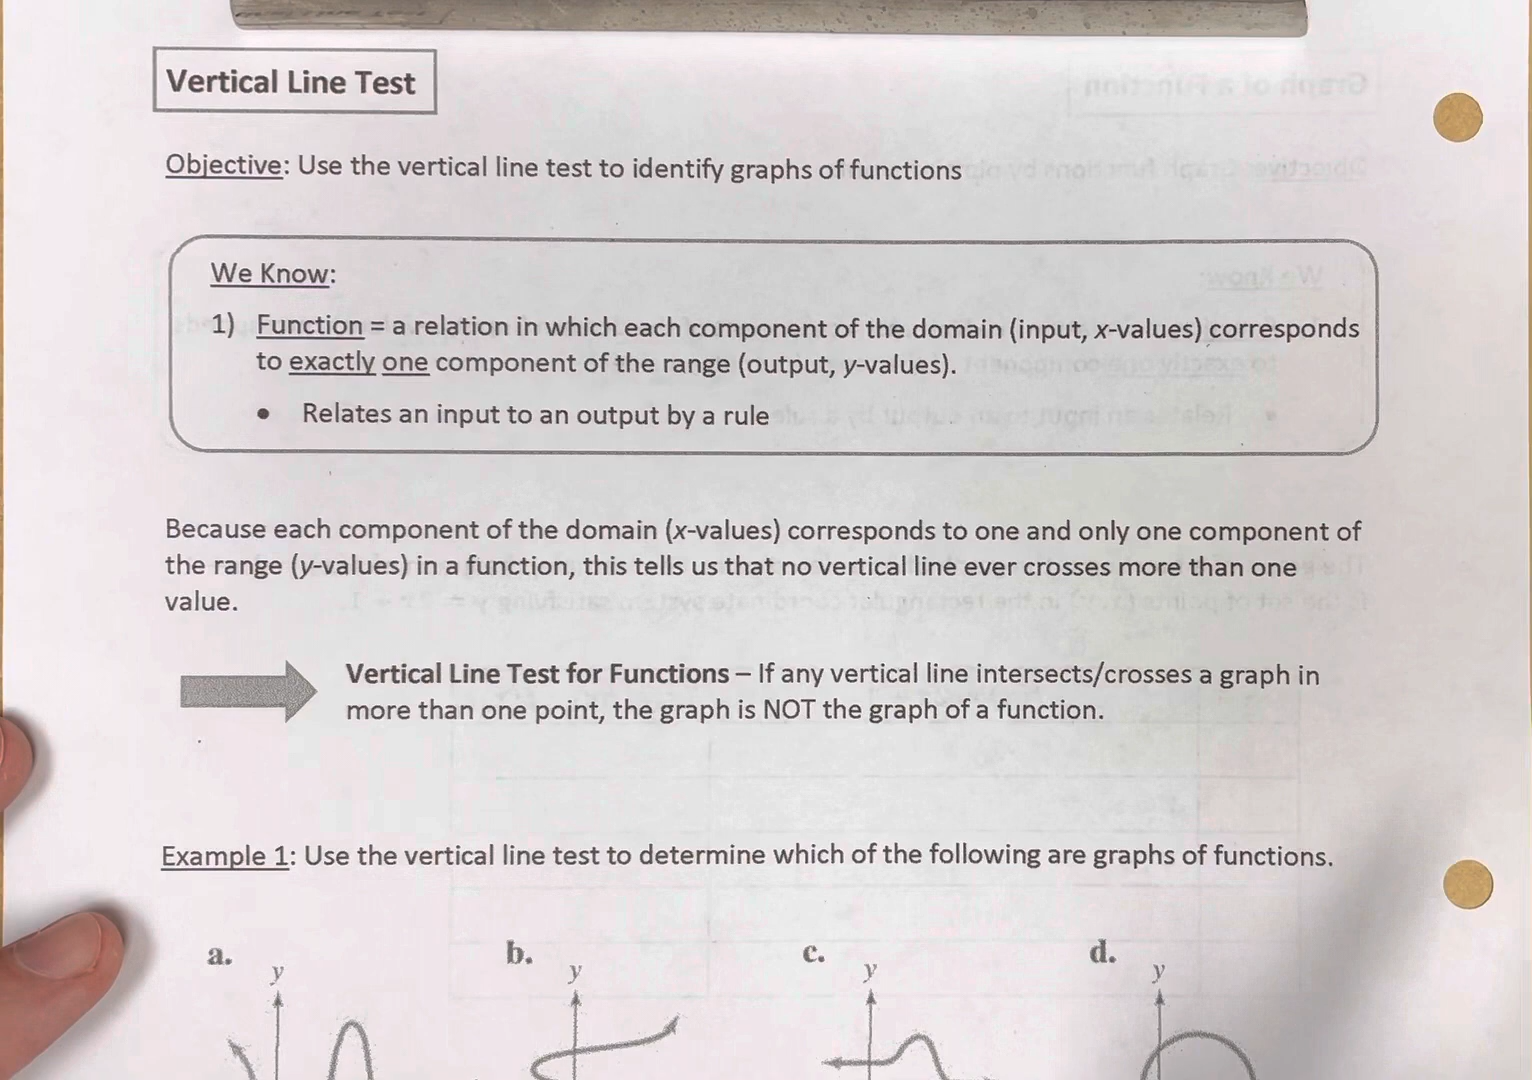 Vertical Line Test
Objective: Use the vertical line test to identify graphs of functions
We Know:
1) Function = a relation in which each component of the domain (input, x-values) corresponds
to exactly one component of the range (output, y-values).
• Relates an input to an output by a rule
Because each component of the domain (x-values) corresponds to one and only one component of
the range (y-values) in a function, this tells us that no vertical line ever crosses more than one
value.
Vertical Line Test for Functions – If any vertical line intersects/crosses a graph in
more than one point, the graph is NOT the graph of a function.
Example 1: Use the vertical line test to determine which of the following are graphs of functions.
a. b. c. d.
y y y y